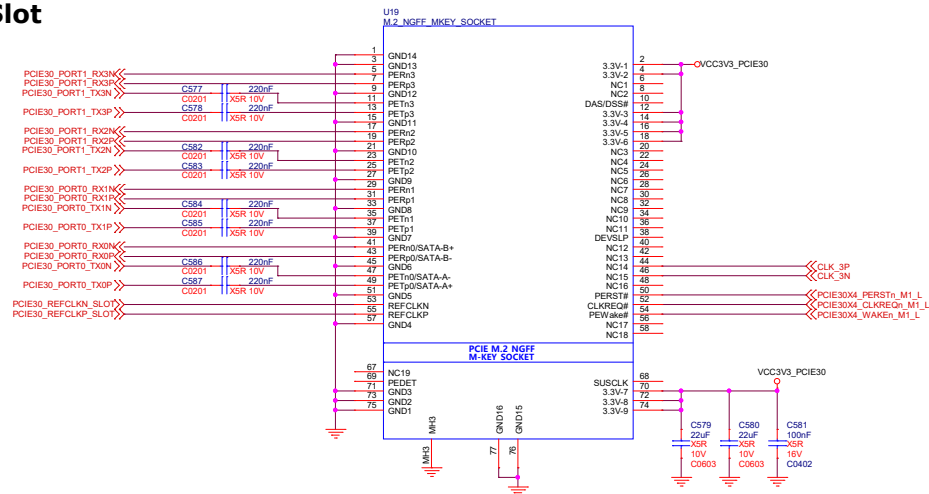 Slot
U19
M.2_NGFF_MKEY_SOCKET
1 GND14
3 GND13
PCIE30_PORT1_RX3N 5 PERn3
PCIE30_PORT1_RX3P 7 PERp3
PCIE30_PORT1_TX3N C577 220nF 9 GND12
C0201 X5R 10V 11 PETn3
PCIE30_PORT1_TX3P C578 220nF 13 PETp3
C0201 X5R 10V 15 GND11
PCIE30_PORT1_RX2N 17 PERn2
PCIE30_PORT1_RX2P 19 PERp2
PCIE30_PORT1_TX2N C582 220nF 21 GND10
C0201 X5R 10V 23 PETn2
PCIE30_PORT1_TX2P C583 220nF 25 PETp2
C0201 X5R 10V 27 GND9
PCIE30_PORT0_RX1N 29 PERn1
PCIE30_PORT0_RX1P 31 PERp1
PCIE30_PORT0_TX1N C584 220nF 33 GND8
C0201 X5R 10V 35 PETn1
PCIE30_PORT0_TX1P C585 220nF 37 PETp1
C0201 X5R 10V 39 GND7
PCIE30_PORT0_RX0N 41 PERn0/SATA-B+
PCIE30_PORT0_RX0P 43 PERp0/SATA-B-
PCIE30_PORT0_TX0N C586 220nF 45 GND6
C0201 X5R 10V 47 PETn0/SATA-A-
PCIE30_PORT0_TX0P C587 220nF 49 PETp0/SATA-A+
C0201 X5R 10V 51 GND5
PCIE30_REFCLKN_SLOT 53 REFCLKN
PCIE30_REFCLKP_SLOT 55 REFCLKP
57 GND4
3.3V-1 2 VCC3V3_PCIE30
3.3V-2 4
NC1 6
NC2 8
DAS/DSS# 10
3.3V-3 12
3.3V-4 14
3.3V-5 16
3.3V-6 18
NC3 20
NC4 22
NC5 24
NC6 26
NC7 28
NC8 30
NC9 32
NC10 34
NC11 36
DEVSLP 38
NC12 40
NC13 42
NC14 44 CLK_3P
NC15 46 CLK_3N
NC16 48
PERST# 50 PCIE30X4_PERSTn_M1_L
CLKREQ# 52 PCIE30X4_CLKREQn_M1_L
PEWake# 54 PCIE30X4_WAKEn_M1_L
NC17 56
NC18 58
PCIE M.2 NGFF
M-KEY SOCKET
67 NC19
69 PEDET
71 GND3
73 GND2
75 GND1
SUSCLK 68
3.3V-7 70
3.3V-8 72
3.3V-9 74
VCC3V3_PCIE30
MH3
MH3
GND16
77
GND15
76
C579 C580 C581
22uF 22uF 100nF
X5R X5R X5R
10V 10V 16V
C0603 C0603 C0402